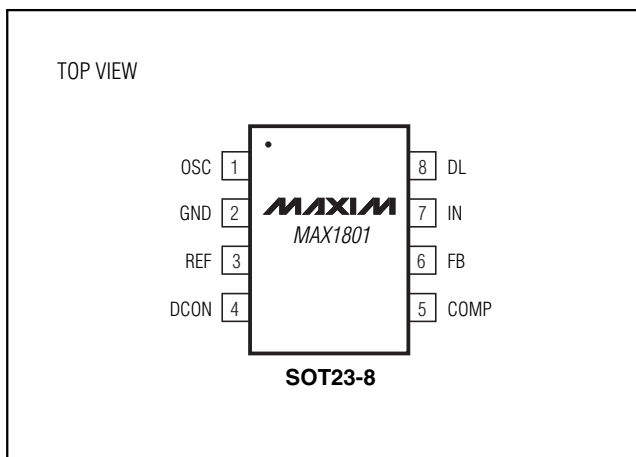 TOP VIEW
OSC 1
GND 2
REF 3
DCON 4
MAXIM
MAX1801
8 DL
7 IN
6 FB
5 COMP
SOT23-8